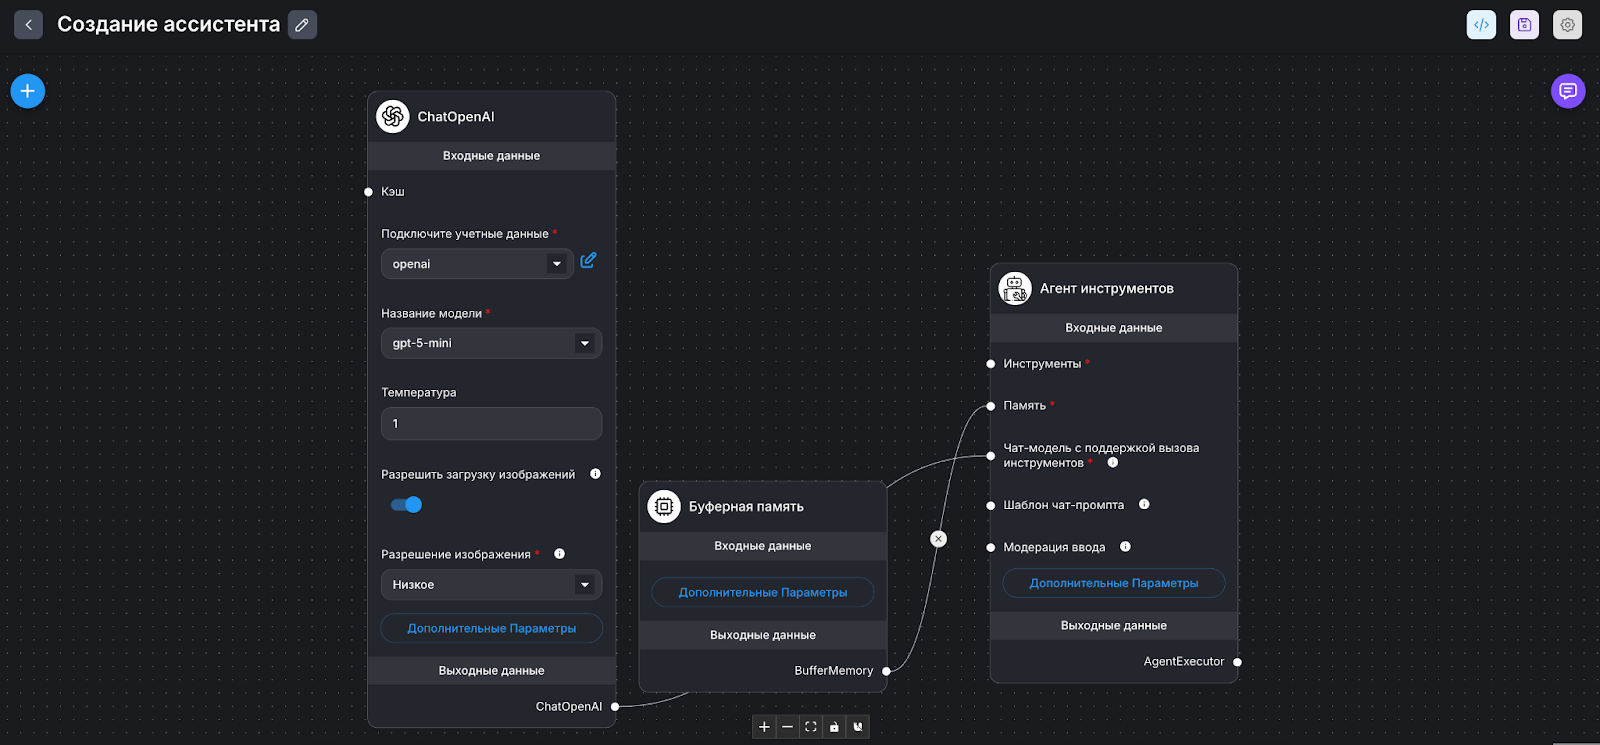 Создание ассистента
ChatOpenAI
Входные данные
Кэш
Подключите учетные данные *
openai
Название модели *
gpt-5-mini
Температура
1
Разрешить загрузку изображений
Разрешение изображения *
Низкое
Дополнительные Параметры
Выходные данные
ChatOpenAI
Буферная память
Входные данные
Дополнительные Параметры
Выходные данные
BufferMemory
Агент инструментов
Входные данные
Инструменты *
Память *
Чат-модель с поддержкой вызова
инструментов *
Шаблон чат-промпта
Модерация ввода
Дополнительные Параметры
Выходные данные
AgentExecutor